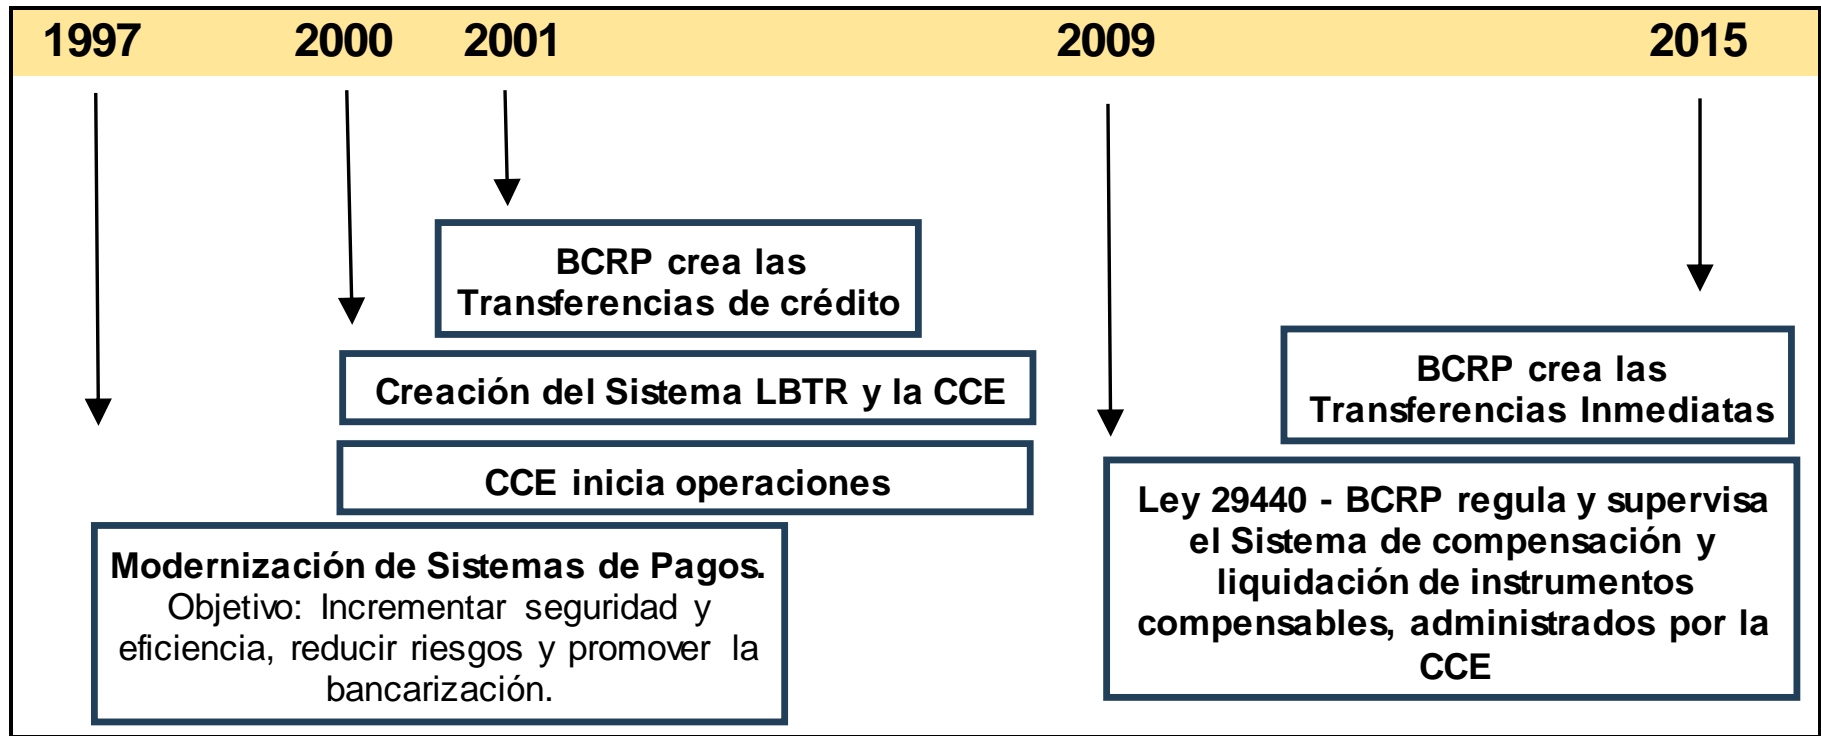 1997 2000 2001 2009 2015
BCRP crea las
Transferencias de crédito
Creación del Sistema LBTR y la CCE
CCE inicia operaciones
Modernización de Sistemas de Pagos.
Objetivo: Incrementar seguridad y
eficiencia, reducir riesgos y promover la
bancarización.
BCRP crea las
Transferencias Inmediatas
Ley 29440 - BCRP regula y supervisa
el Sistema de compensación y
liquidación de instrumentos
compensables, administrados por la
CCE